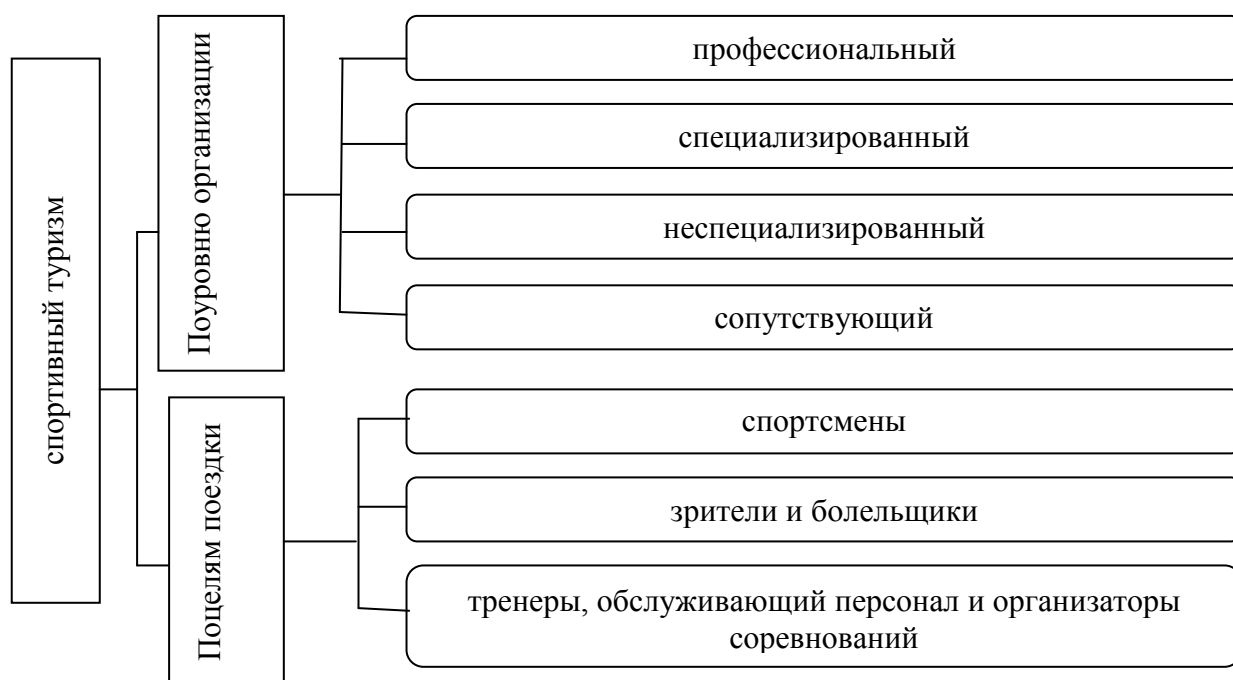 спортивный туризм
Поуровню организации
профессиональный
специализированный
неспециализированный
сопутствующий
Поцелям поездки
спортсмены
зрители и болельщики
тренеры, обслуживающий персонал и организаторы
соревнований